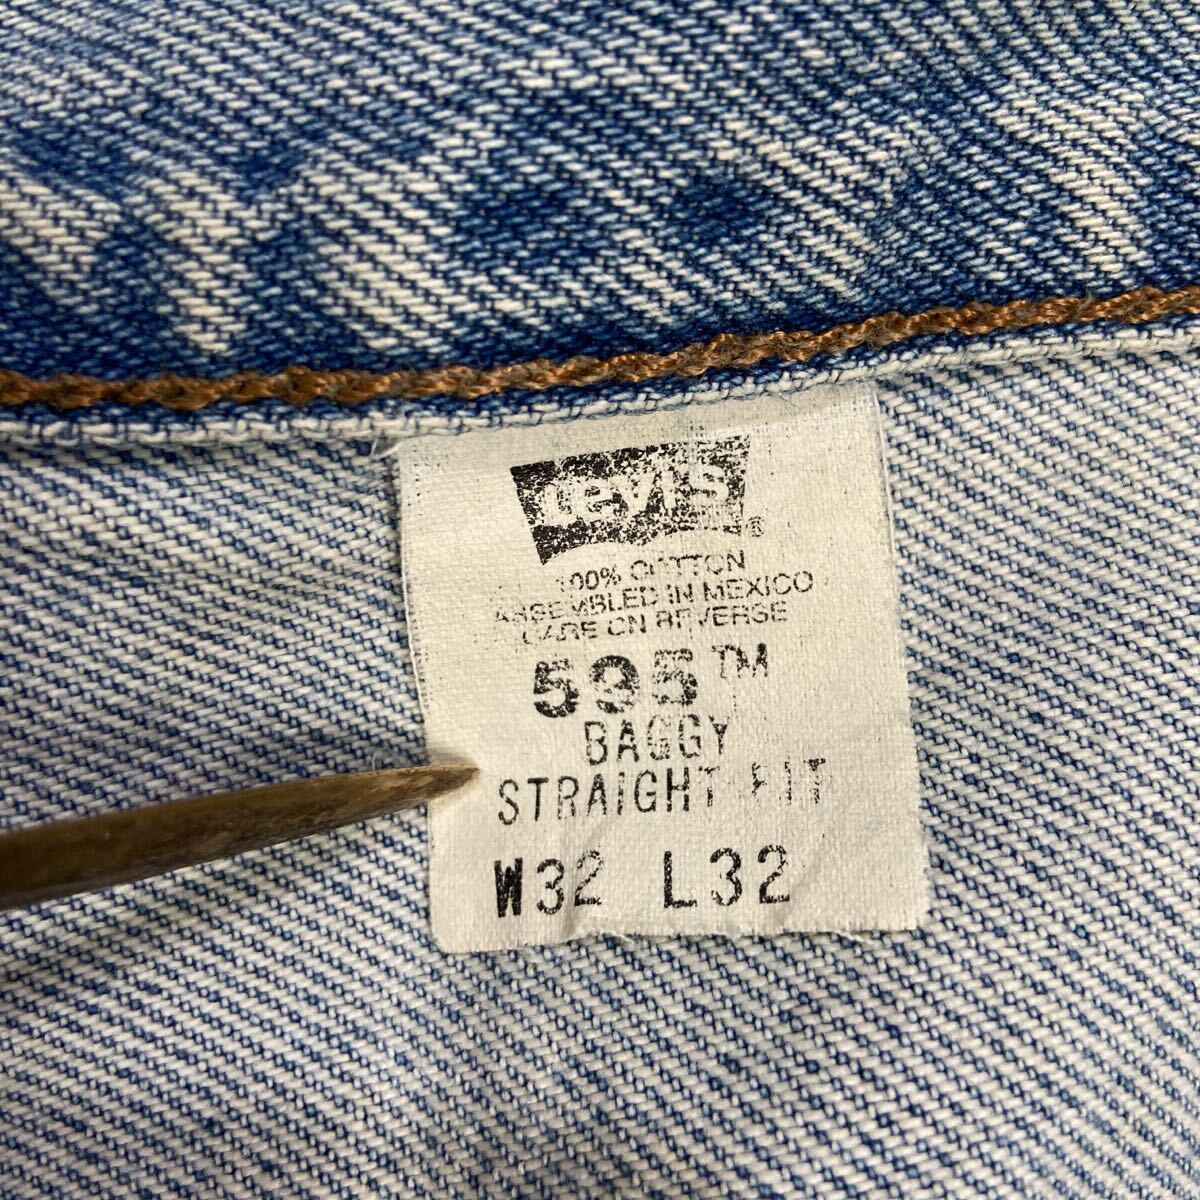 Levi's®
100% COTTON
ASSEMBLED IN MEXICO
CARE ON REVERSE
595™
BAGGY
STRAIGHT FIT
W32 L32